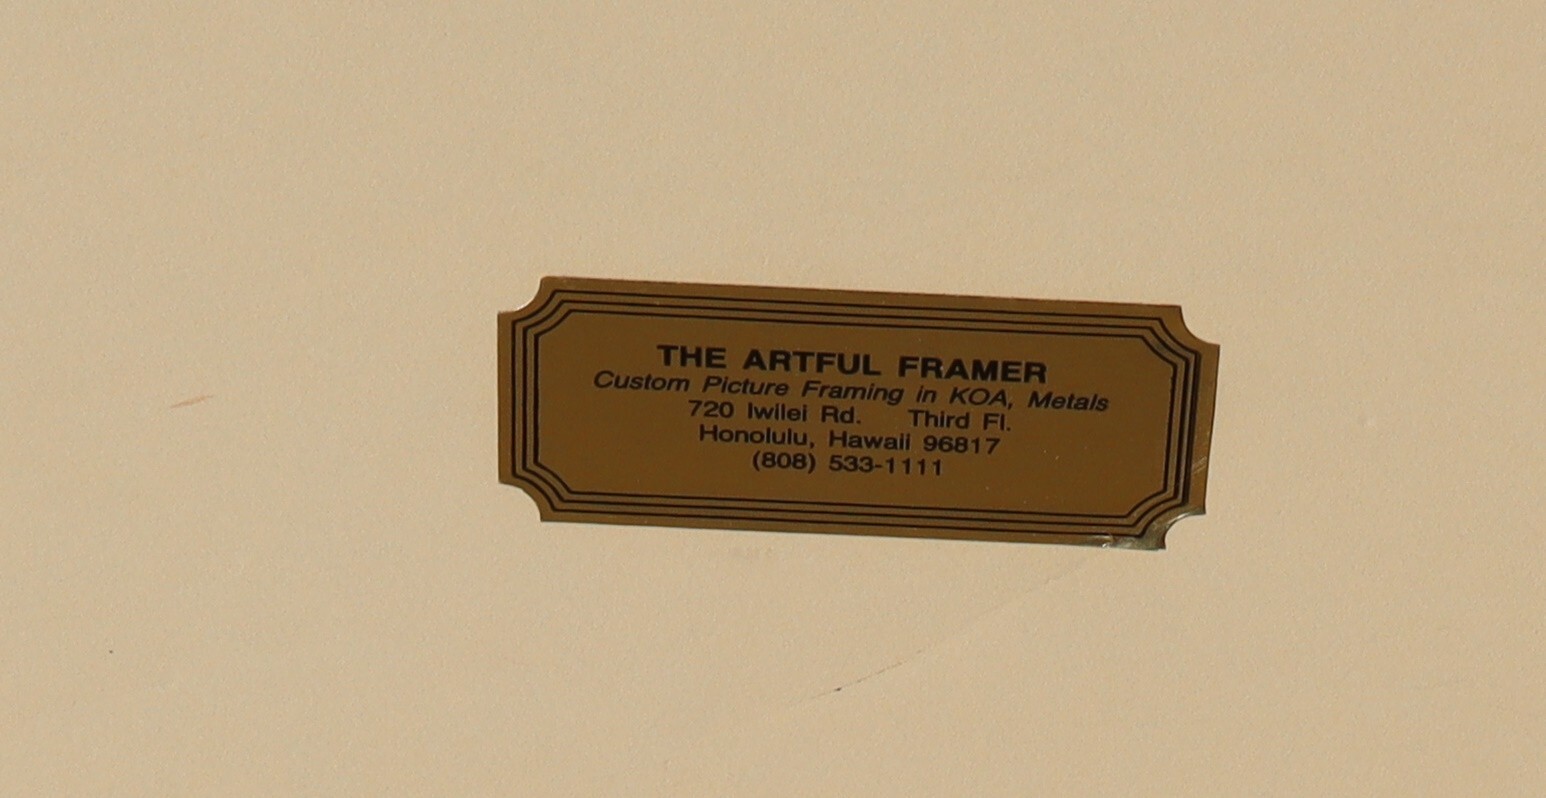 THE ARTFUL FRAMER
Custom Picture Framing in KOA, Metals
720 Iwilei Rd. Third Fl.
Honolulu, Hawaii 96817
(808) 533-1111